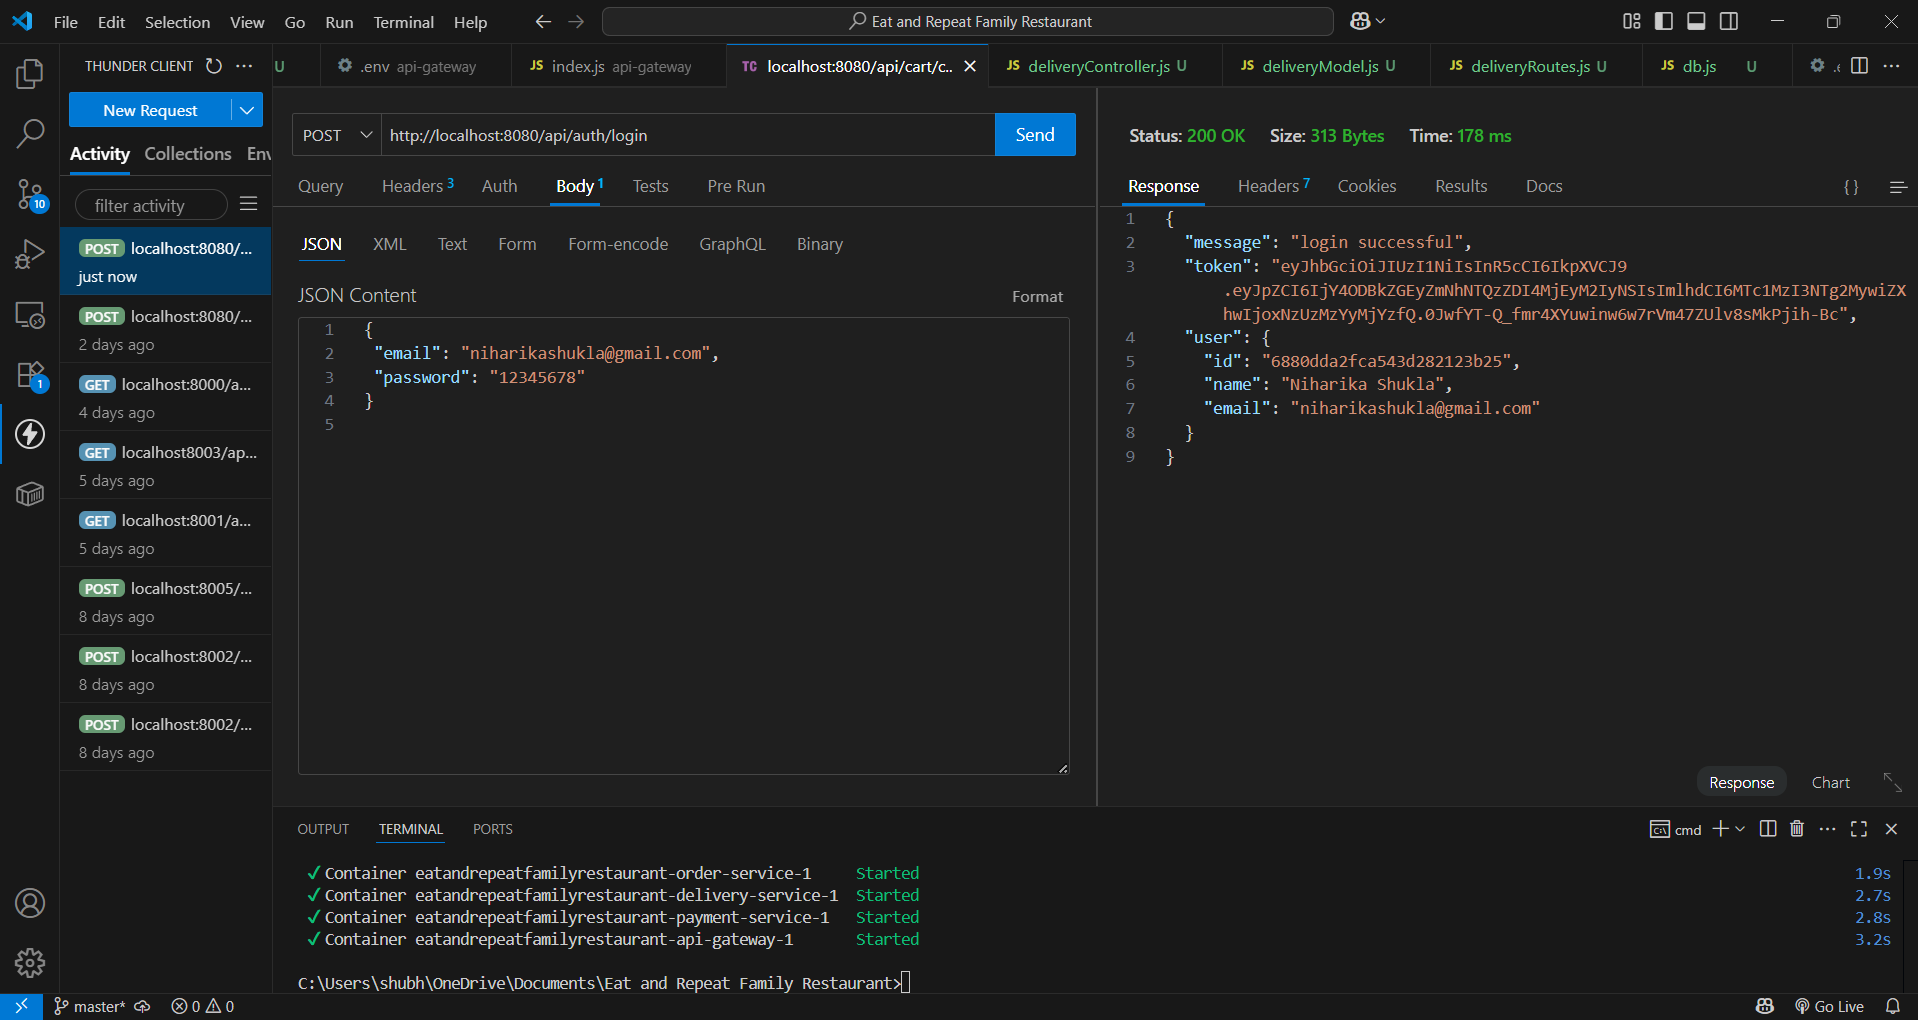 File Edit Selection View Go Run Terminal Help
Eat and Repeat Family Restaurant
THUNDER CLIENT
U
.env api-gateway
JS index.js api-gateway
TC localhost:8080/api/cart/c..
JS deliveryController.js U
JS deliveryModel.js U
JS deliveryRoutes.js U
JS db.js U
New Request
Activity Collections Env
filter activity
POST localhost:8080/...
just now
POST localhost:8080/...
2 days ago
GET localhost:8000/a...
4 days ago
GET localhost8003/ap...
5 days ago
GET localhost:8001/a...
5 days ago
POST localhost:8005/...
8 days ago
POST localhost:8002/...
8 days ago
POST localhost:8002/...
8 days ago
10
1
POST http://localhost:8080/api/auth/login Send
Query Headers 3 Auth Body 1 Tests Pre Run
JSON XML Text Form Form-encode GraphQL Binary
JSON Content Format
1 {
2 "email": "niharikashukla@gmail.com",
3 "password": "12345678"
4 }
5
Status: 200 OK Size: 313 Bytes Time: 178 ms
Response Headers 7 Cookies Results Docs { }
1 {
2 "message": "login successful",
3 "token": "eyJhbGciOiJIUzI1NiIsInR5cCI6IkpXVCJ9
.eyJpZCI6IjY4ODBkZGEyZmNhNTQzZDI4MjEyM2IyNSIsImlhdCI6MTc1MzI3NTg2MywiZX
hwIjoxNzUzMzYyMjYzfQ.0JwfYT-Q_fmr4XYuwinw6w7rVm47ZUlv8sMkPjih-Bc",
4 "user": {
5 "id": "6880dda2fca543d282123b25",
6 "name": "Niharika Shukla",
7 "email": "niharikashukla@gmail.com"
8 }
9 }
Response Chart
OUTPUT TERMINAL PORTS
cmd
✓ Container eatandrepeatfamilyrestaurant-order-service-1 Started 1.9s
✓ Container eatandrepeatfamilyrestaurant-delivery-service-1 Started 2.7s
✓ Container eatandrepeatfamilyrestaurant-payment-service-1 Started 2.8s
✓ Container eatandrepeatfamilyrestaurant-api-gateway-1 Started 3.2s
C:\Users\shubh\OneDrive\Documents\Eat and Repeat Family Restaurant>
master* 0 0 Go Live